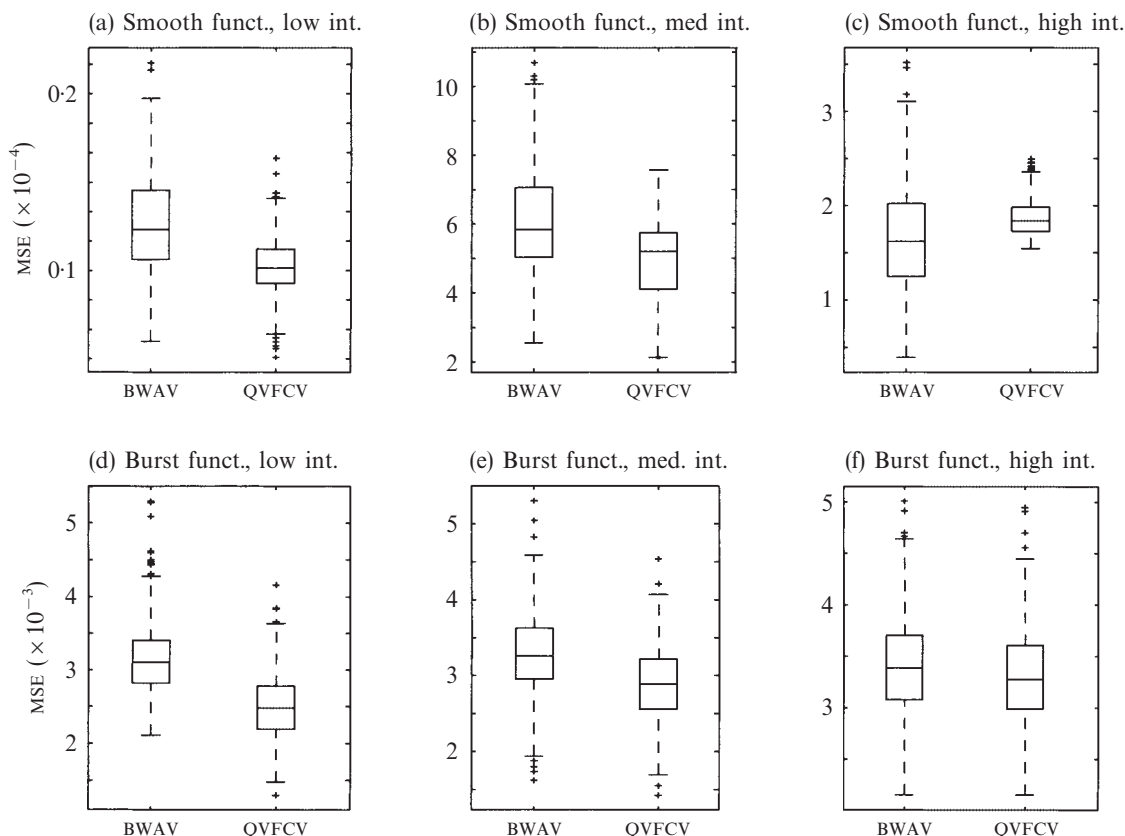 (a) Smooth funct., low int.
(b) Smooth funct., med int.
(c) Smooth funct., high int.
MSE (×10−4)
0·2
0·1
10
8
6
4
2
3
2
1
BWAV QVFCV
BWAV QVFCV
BWAV QVFCV
(d) Burst funct., low int.
(e) Burst funct., med. int.
(f) Burst funct., high int.
MSE (×10−3)
5
4
3
2
5
4
3
2
5
4
3
BWAV QVFCV
BWAV QVFCV
BWAV QVFCV